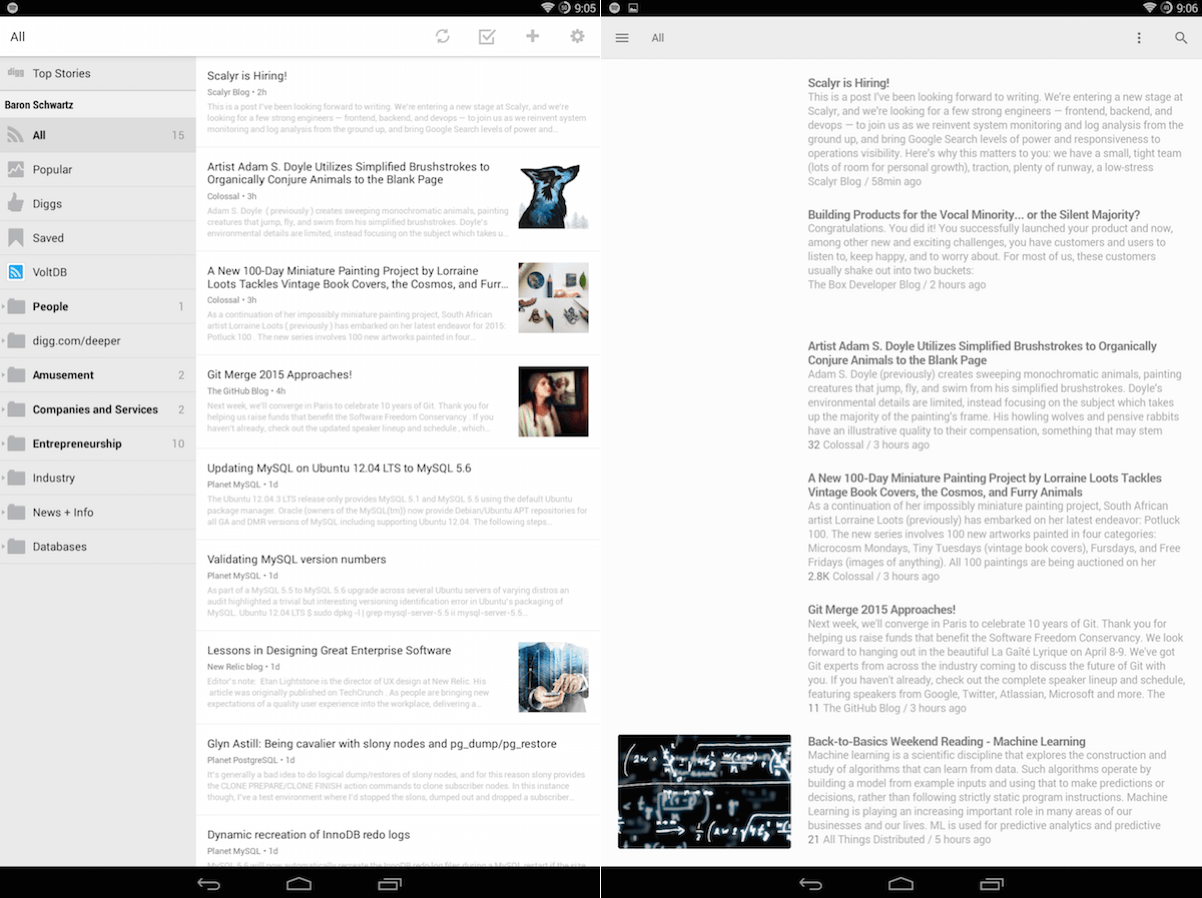 9:05
All
digg Top Stories
Baron Schwartz
All 15
Popular
Diggs
Saved
VoltDB
People 1
digg.com/deeper
Amusement 2
Companies and Services 2
Entrepreneurship 10
Industry
News + Info
Databases
Scalyr is Hiring!
Scalyr Blog • 2h
This is a post I've been looking forward to writing. We're entering a new stage at Scalyr, and we're
looking for a few strong engineers — frontend, backend, and devops — to join us as we reinvent system
monitoring and log analysis from the ground up, and bring Google Search levels of power and...
Artist Adam S. Doyle Utilizes Simplified Brushstrokes to
Organically Conjure Animals to the Blank Page
Colossal • 3h
Adam S. Doyle ( previously ) creates sweeping monochromatic animals, painting
creatures that jump, fly, and swim from his simplified brushstrokes. Doyle's
environmental details are limited, instead focusing on the subject which takes u...
A New 100-Day Miniature Painting Project by Lorraine
Loots Tackles Vintage Book Covers, the Cosmos, and Furr...
Colossal • 3h
As a continuation of her impossibly miniature painting project, South African
artist Lorraine Loots ( previously ) has embarked on her latest endeavor for 2015:
Potluck 100 . The new series involves 100 new artworks painted in four...
Git Merge 2015 Approaches!
The GitHub Blog • 4h
Next week, we'll converge in Paris to celebrate 10 years of Git. Thank you for
helping us raise funds that benefit the Software Freedom Conservancy . If you
haven't already, check out the updated speaker lineup and schedule , which...
Updating MySQL on Ubuntu 12.04 LTS to MySQL 5.6
Planet MySQL • 1d
The Ubuntu 12.04 3 LTS release only provides MySQL 5.1 and MySQL 5.5 using the default Ubuntu
package manager. Oracle (owners of the MySQL(tm)) now provide Debian/Ubuntu APT repositories for
all GA and DMR versions of MySQL including supporting Ubuntu 12.04. The following steps...
Validating MySQL version numbers
Planet MySQL • 1d
As part of a MySQL 5.5 to MySQL 5.6 upgrade across several Ubuntu servers of varying distros an
audit highlighted a trivial but interesting versioning identification error in Ubuntu's packaging of
MySQL. Ubuntu 12.04 LTS $ sudo dpkg -l | grep mysql-server-5.5 ii mysql-server-5.5...
Lessons in Designing Great Enterprise Software
New Relic blog • 1d
Editor's note: Etan Lightstone is the director of UX design at New Relic. His
article was originally published on TechCrunch . As people are bringing new
expectations of a quality user experience into the workplace, delivering a...
Glyn Astill: Being cavalier with slony nodes and pg_dump/pg_restore
Planet PostgreSQL • 1d
It's generally a bad idea to do logical dump/restores of slony nodes, and for this reason slony provides
the CLONE PREPARE/CLONE FINISH action commands to clone subscriber nodes. In this instance
though, I've a test environment where I'd stopped the slons, dumped out and dropped a subscriber...
Dynamic recreation of InnoDB redo logs
Planet MySQL • 1d
MySQL 5.6 will now automatically recreate the InnoDB redo log files during a MySQL restart if the size
9:06
All
Scalyr is Hiring!
This is a post I've been looking forward to writing. We're entering a new stage at
Scalyr, and we're looking for a few strong engineers — frontend, backend, and
devops — to join us as we reinvent system monitoring and log analysis from the
ground up, and bring Google Search levels of power and responsiveness to
operations visibility. Here's why this matters to you: we have a small, tight team
(lots of room for personal growth), traction, plenty of runway, a low-stress
Scalyr Blog / 58min ago
Building Products for the Vocal Minority... or the Silent Majority?
Congratulations. You did it! You successfully launched your product and now,
among other new and exciting challenges, you have customers and users to
listen to, keep happy, and to worry about. For most of us, these customers
usually shake out into two buckets:
The Box Developer Blog / 2 hours ago
Artist Adam S. Doyle Utilizes Simplified Brushstrokes to Organically
Conjure Animals to the Blank Page
Adam S. Doyle (previously) creates sweeping monochromatic animals, painting
creatures that jump, fly, and swim from his simplified brushstrokes. Doyle's
environmental details are limited, instead focusing on the subject which takes
up the majority of the painting's frame. His howling wolves and pensive rabbits
have an illustrative quality to their compensation, something that may stem
32 Colossal / 3 hours ago
A New 100-Day Miniature Painting Project by Lorraine Loots Tackles
Vintage Book Covers, the Cosmos, and Furry Animals
As a continuation of her impossibly miniature painting project, South African
artist Lorraine Loots (previously) has embarked on her latest endeavor: Potluck
100. The new series involves 100 new artworks painted in four categories:
Microcosm Mondays, Tiny Tuesdays (vintage book covers), Fursdays, and Free
Fridays (images of anything). All 100 paintings are being auctioned on her
2.8K Colossal / 3 hours ago
Git Merge 2015 Approaches!
Next week, we'll converge in Paris to celebrate 10 years of Git. Thank you for
helping us raise funds that benefit the Software Freedom Conservancy. We look
forward to hanging out in the beautiful La Gaité Lyrique on April 8-9. We've got
Git experts from across the industry coming to discuss the future of Git with
you. If you haven't already, check out the complete speaker lineup and schedule,
featuring speakers from Google, Twitter, Atlassian, Microsoft and more. The
11 The GitHub Blog / 3 hours ago
Back-to-Basics Weekend Reading - Machine Learning
Machine learning is a scientific discipline that explores the construction and
study of algorithms that can learn from data. Such algorithms operate by
building a model from example inputs and using that to make predictions or
decisions, rather than following strictly static program instructions. Machine
Learning is playing an increasing important role in many areas of our
businesses and our lives. ML is used for predictive analytics and predictive
21 All Things Distributed / 5 hours ago